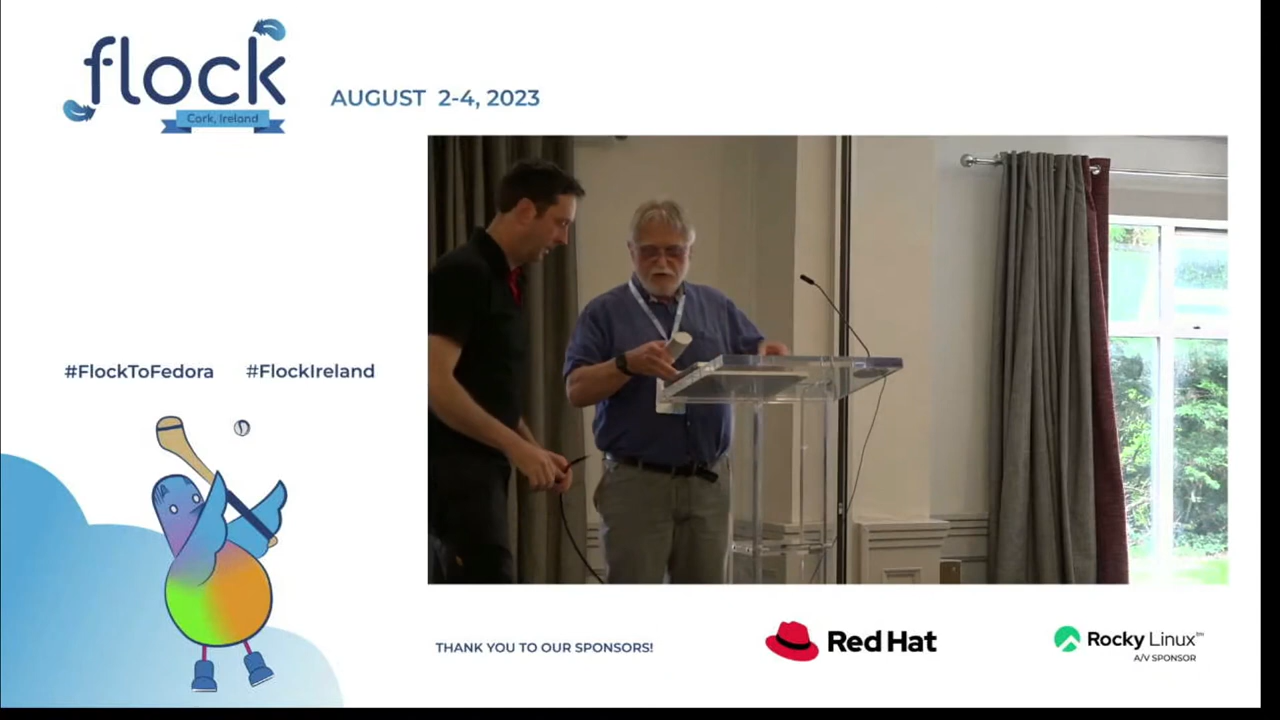 flock
Cork, Ireland
AUGUST 2-4, 2023
#FlockToFedora #FlockIreland
THANK YOU TO OUR SPONSORS!
Red Hat
Rocky Linux™
A/V SPONSOR